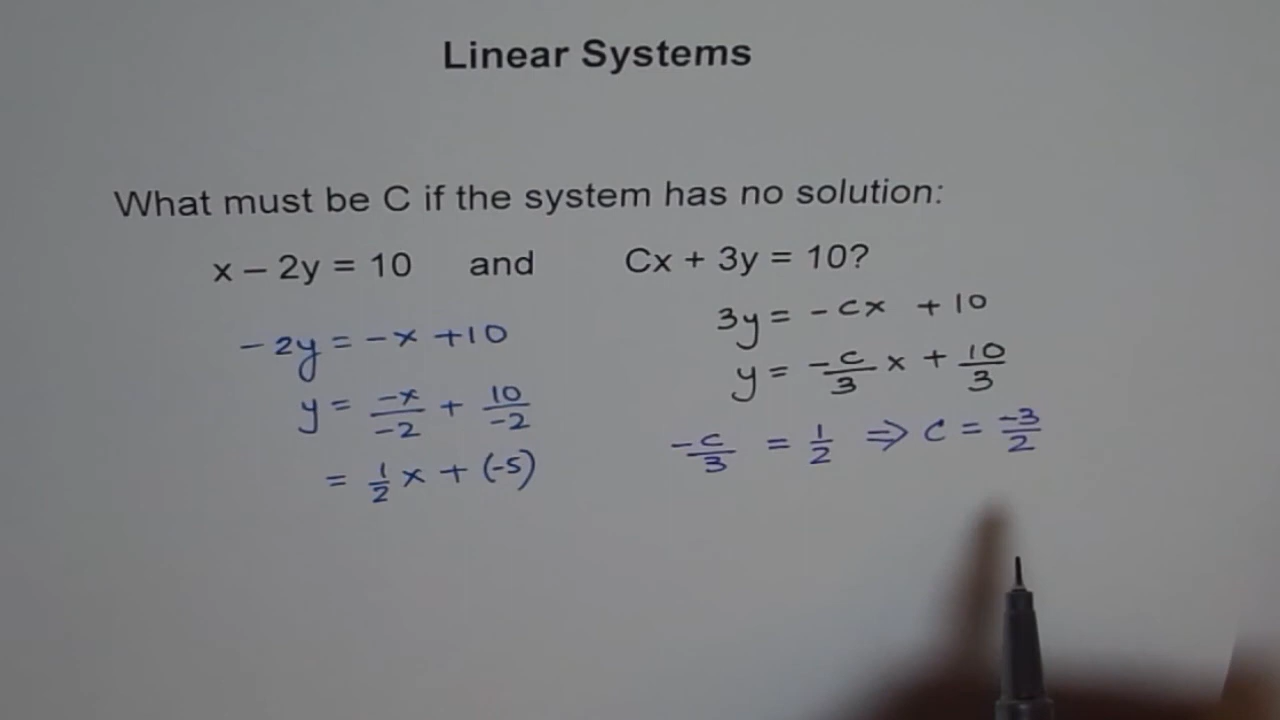 Linear Systems
What must be C if the system has no solution:
x – 2y = 10 and Cx + 3y = 10?
-2y = -x +10
y = -x/-2 + 10/-2
= 1/2 x + (-5)
3y = -cx +10
y = -c/3 x + 10/3
-c/3 = 1/2 ⇒ c = -3/2